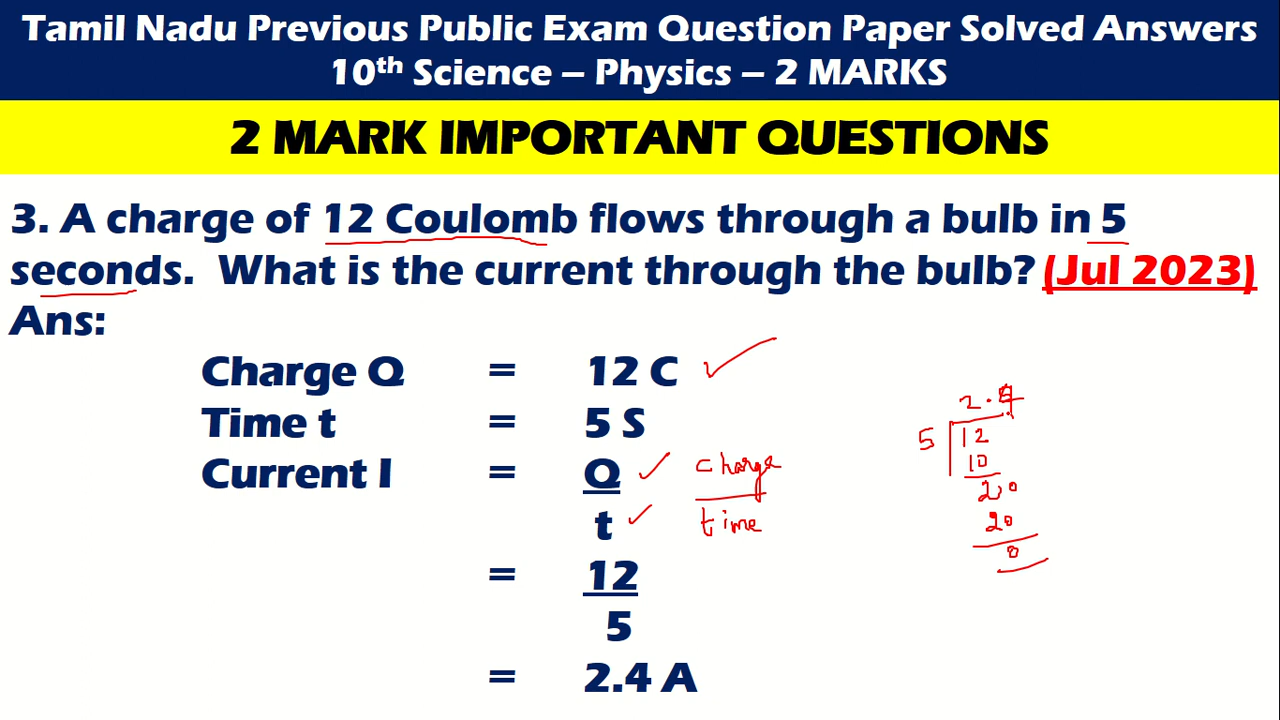 Tamil Nadu Previous Public Exam Question Paper Solved Answers
10th Science – Physics – 2 MARKS
2 MARK IMPORTANT QUESTIONS
3. A charge of 12 Coulomb flows through a bulb in 5
seconds. What is the current through the bulb? (Jul 2023)
Ans:
Charge Q = 12 C
Time t = 5 S
Current I = Q
t
charge
time
= 12
5
= 2.4 A
2.4
5 12
10
20
20
0